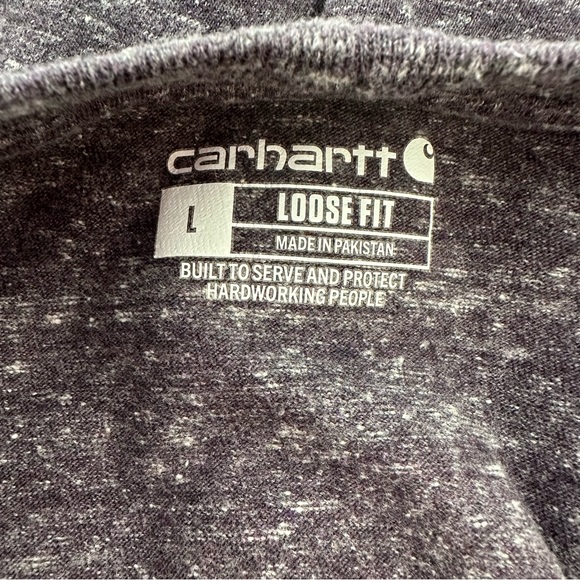 carhartt
L
LOOSE FIT
MADE IN PAKISTAN
BUILT TO SERVE AND PROTECT
HARDWORKING PEOPLE